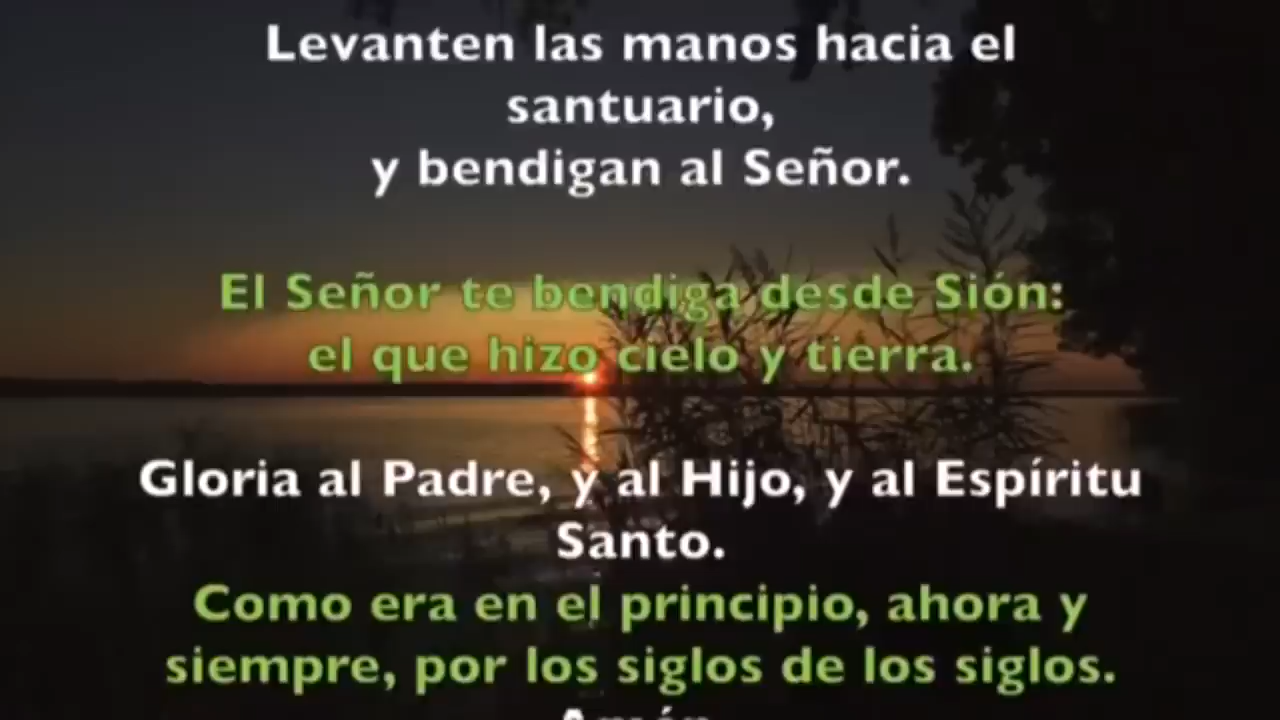 Levanten las manos hacia el
santuario,
y bendigan al Señor.
El Señor te bendiga desde Sión:
el que hizo cielo y tierra.
Gloria al Padre, y al Hijo, y al Espíritu
Santo.
Como era en el principio, ahora y
siempre, por los siglos de los siglos.